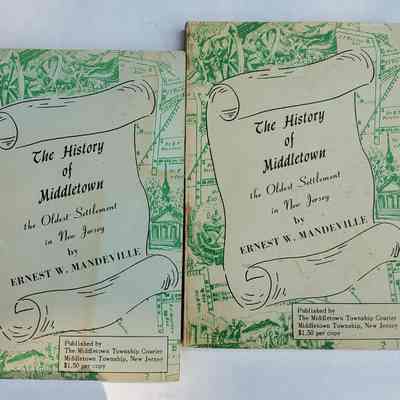 The History
of
Middletown
the Oldest Settlement
in New Jersey
by
ERNEST W. MANDEVILLE
Published by
The Middletown Township Courier
Middletown Township, New Jersey
$1.50 per copy
The History
of
Middletown
the Oldest Settlement
in New Jersey
by
ERNEST W. MANDEVILLE
Published by
The Middletown Township Courier
Middletown Township, New Jersey
$1.50 per copy